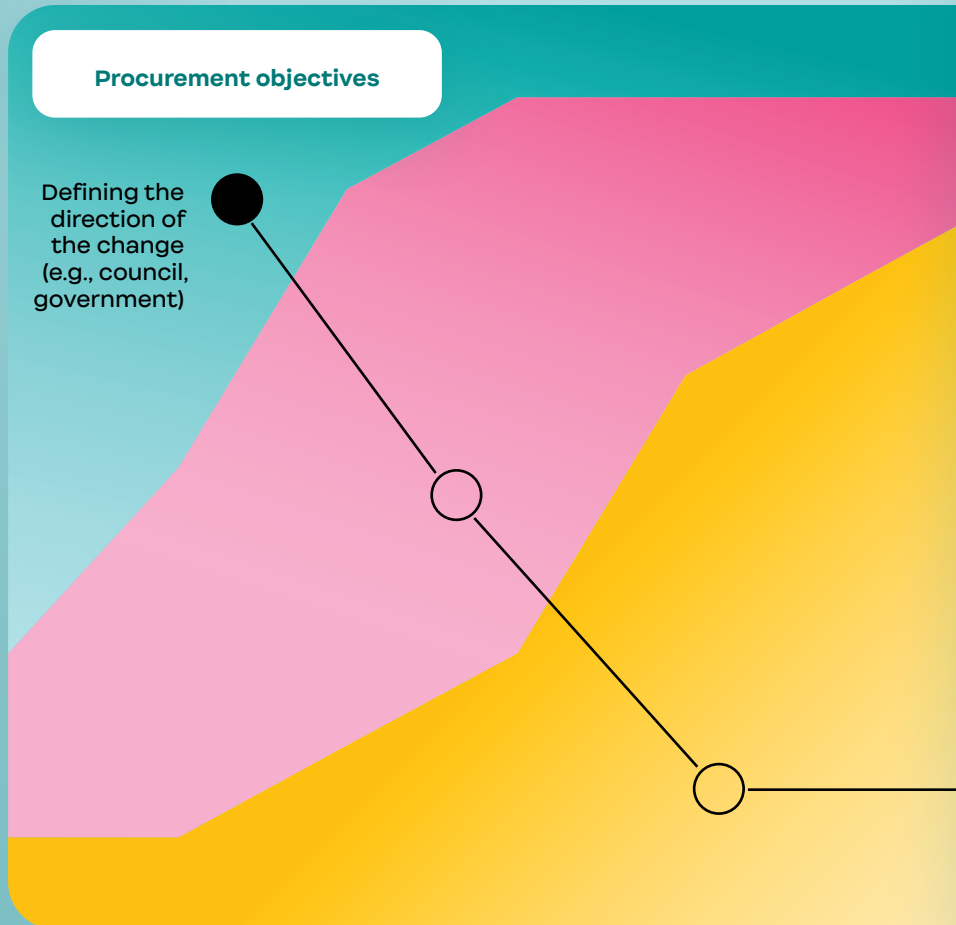 Procurement objectives
Defining the
direction of
the change
(e.g., council,
government)